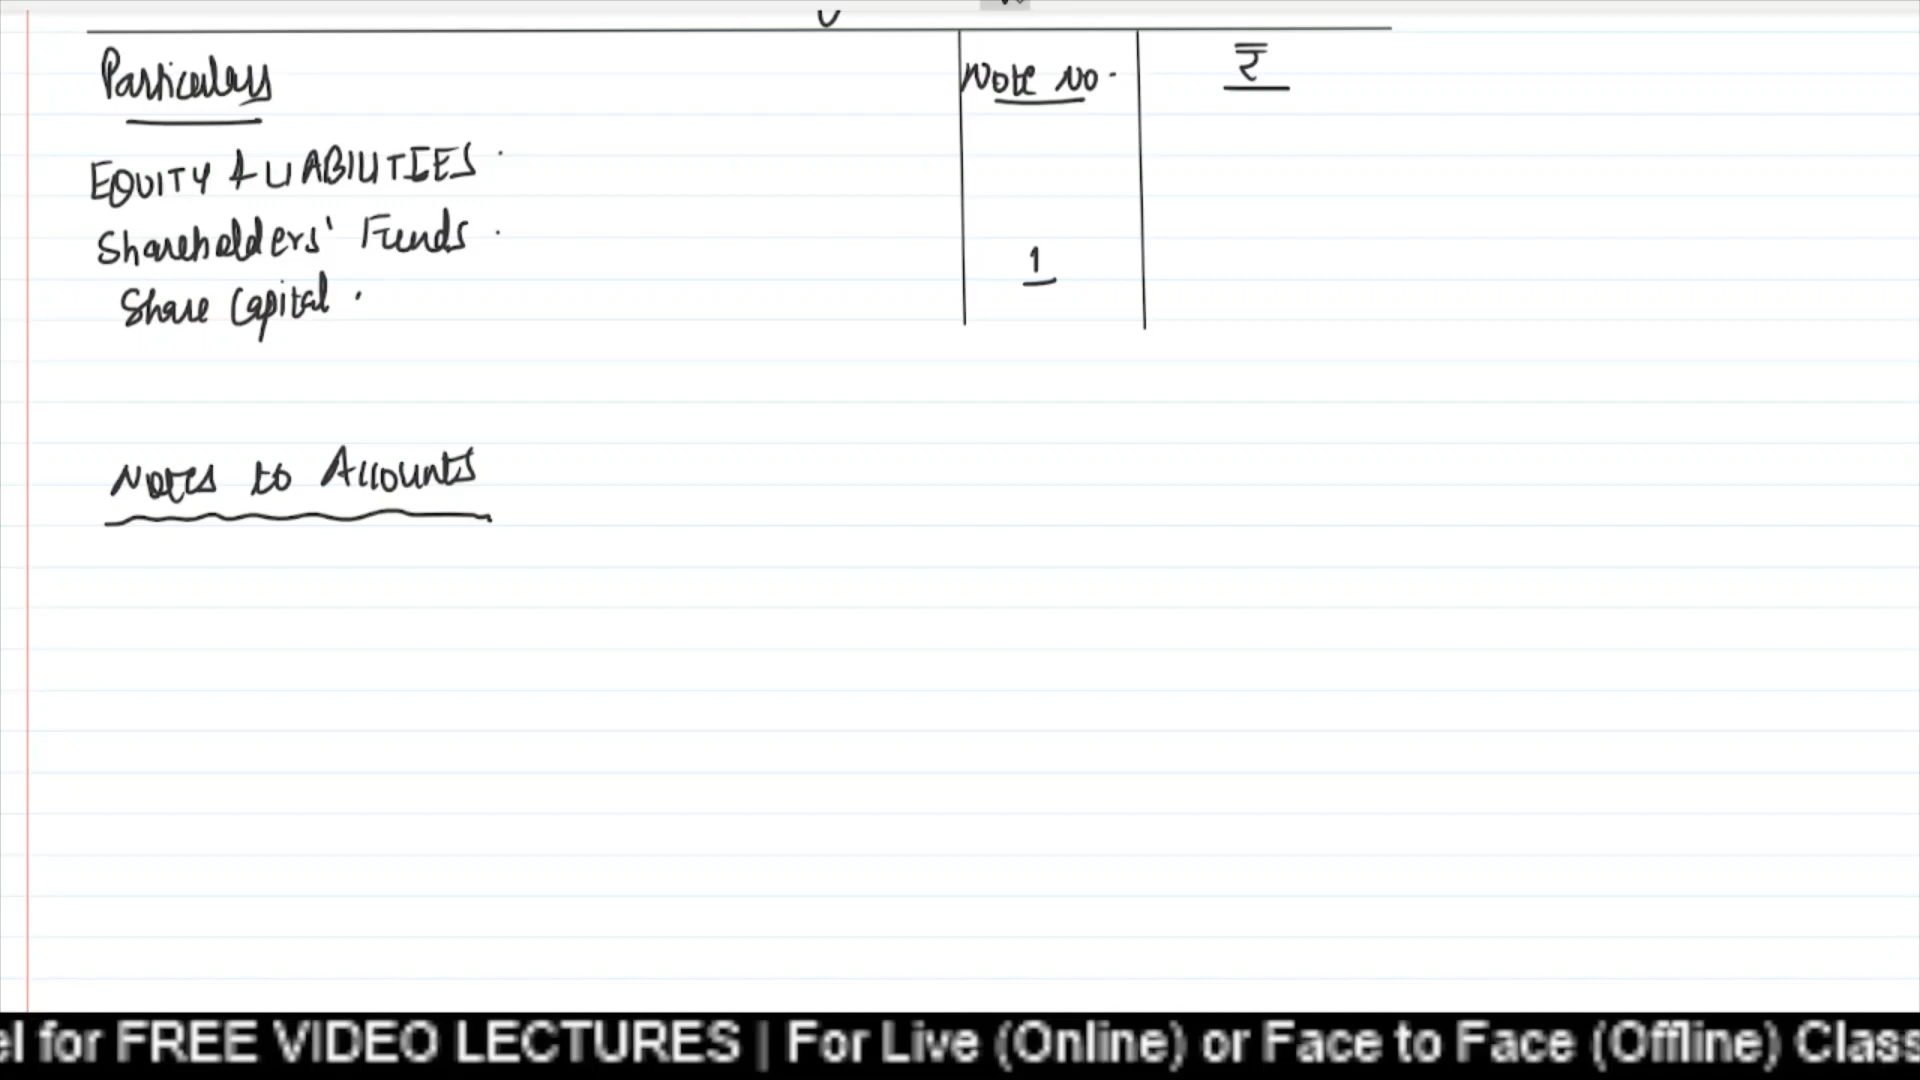 Particulars Note No. ₹
EQUITY & LIABILITIES.
Shareholders' Funds.
1
Share Capital.
Notes to Accounts
el for FREE VIDEO LECTURES | For Live (Online) or Face to Face (Offline) Class